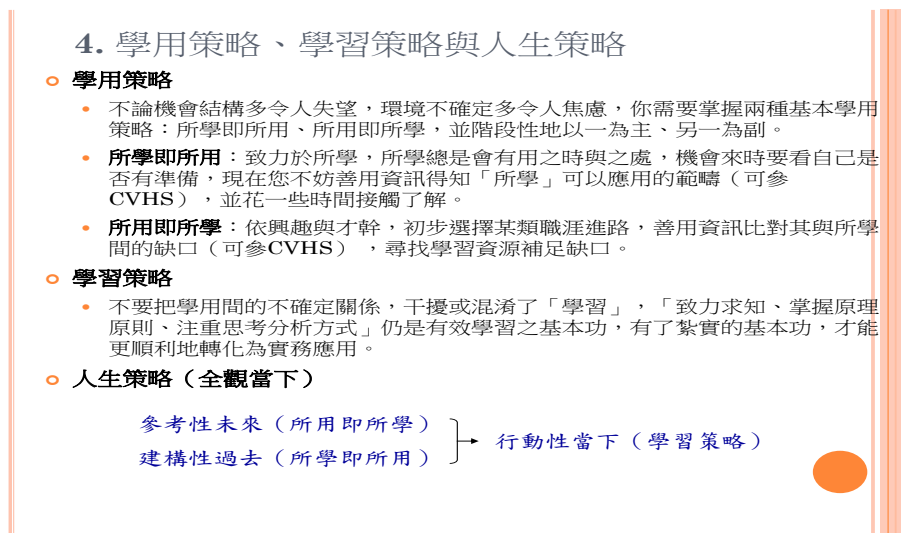 4. 學用策略、學習策略與人生策略
學用策略
不論機會結構多令人失望，環境不確定多令人焦慮，你需要掌握兩種基本學用
策略：所學即所用、所用即所學，並階段性地以一為主、另一為副。
所學即所用：致力於所學，所學總是會有用之時與之處，機會來時要看自己是
否有準備，現在您不妨善用資訊得知「所學」可以應用的範疇（可參
CVHS），並花一些時間接觸了解。
所用即所學：依興趣與才幹，初步選擇某類職涯進路，善用資訊比對其與所學
間的缺口（可參CVHS） ，尋找學習資源補足缺口。
學習策略
不要把學用間的不確定關係，干擾或混淆了「學習」，「致力求知、掌握原理
原則、注重思考分析方式」仍是有效學習之基本功，有了紮實的基本功，才能
更順利地轉化為實務應用。
人生策略（全觀當下）
參考性未來（所用即所學）
建構性過去（所學即所用）
行動性當下（學習策略）